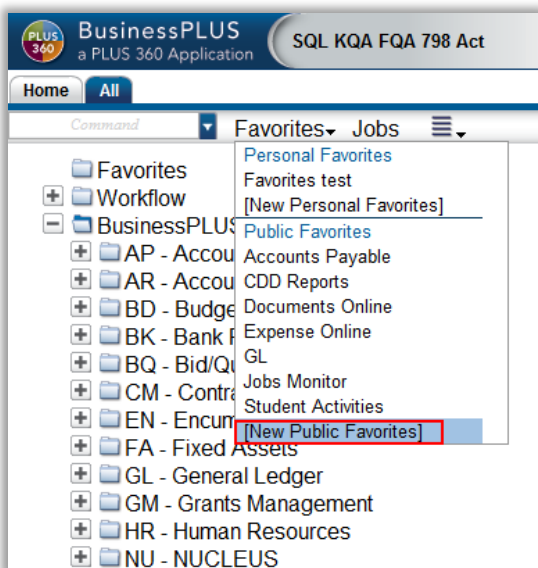 PLUS 360
BusinessPLUS
a PLUS 360 Application
SQL KQA FQA 798 Act
Home All
Command Favorites Jobs
Personal Favorites
Favorites test
[New Personal Favorites]
Public Favorites
Accounts Payable
CDD Reports
Documents Online
Expense Online
GL
Jobs Monitor
Student Activities
[New Public Favorites]
Favorites
Workflow
BusinessPLUS
AP - Accou
AR - Accou
BD - Budge
BK - Bank
BQ - Bid/Qu
CM - Contra
EN - Encum
FA - Fixed Assets
GL - General Ledger
GM - Grants Management
HR - Human Resources
NU - NUCLEUS